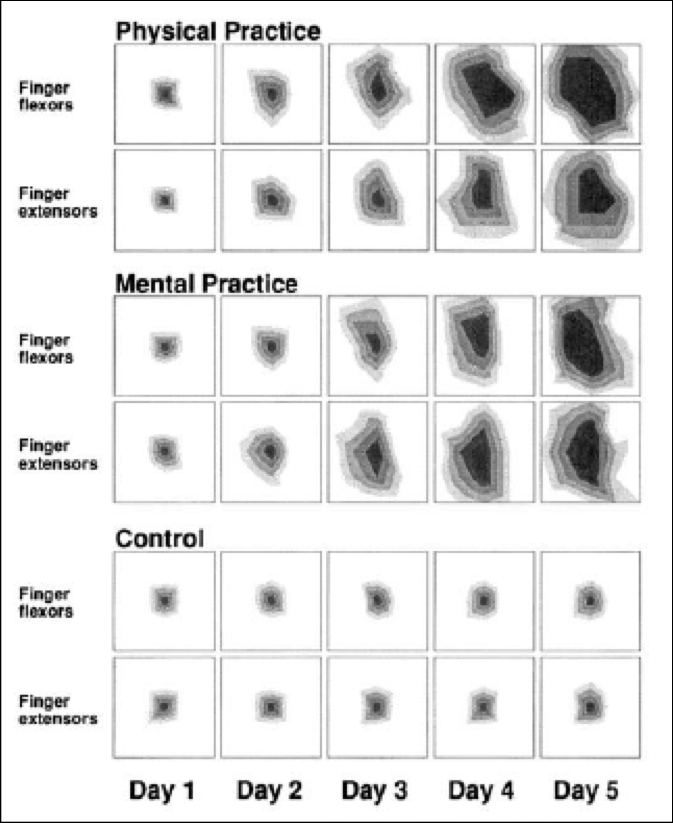 Physical Practice
Finger
flexors
Finger
extensors
Mental Practice
Finger
flexors
Finger
extensors
Control
Finger
flexors
Finger
extensors
Day 1 Day 2 Day 3 Day 4 Day 5